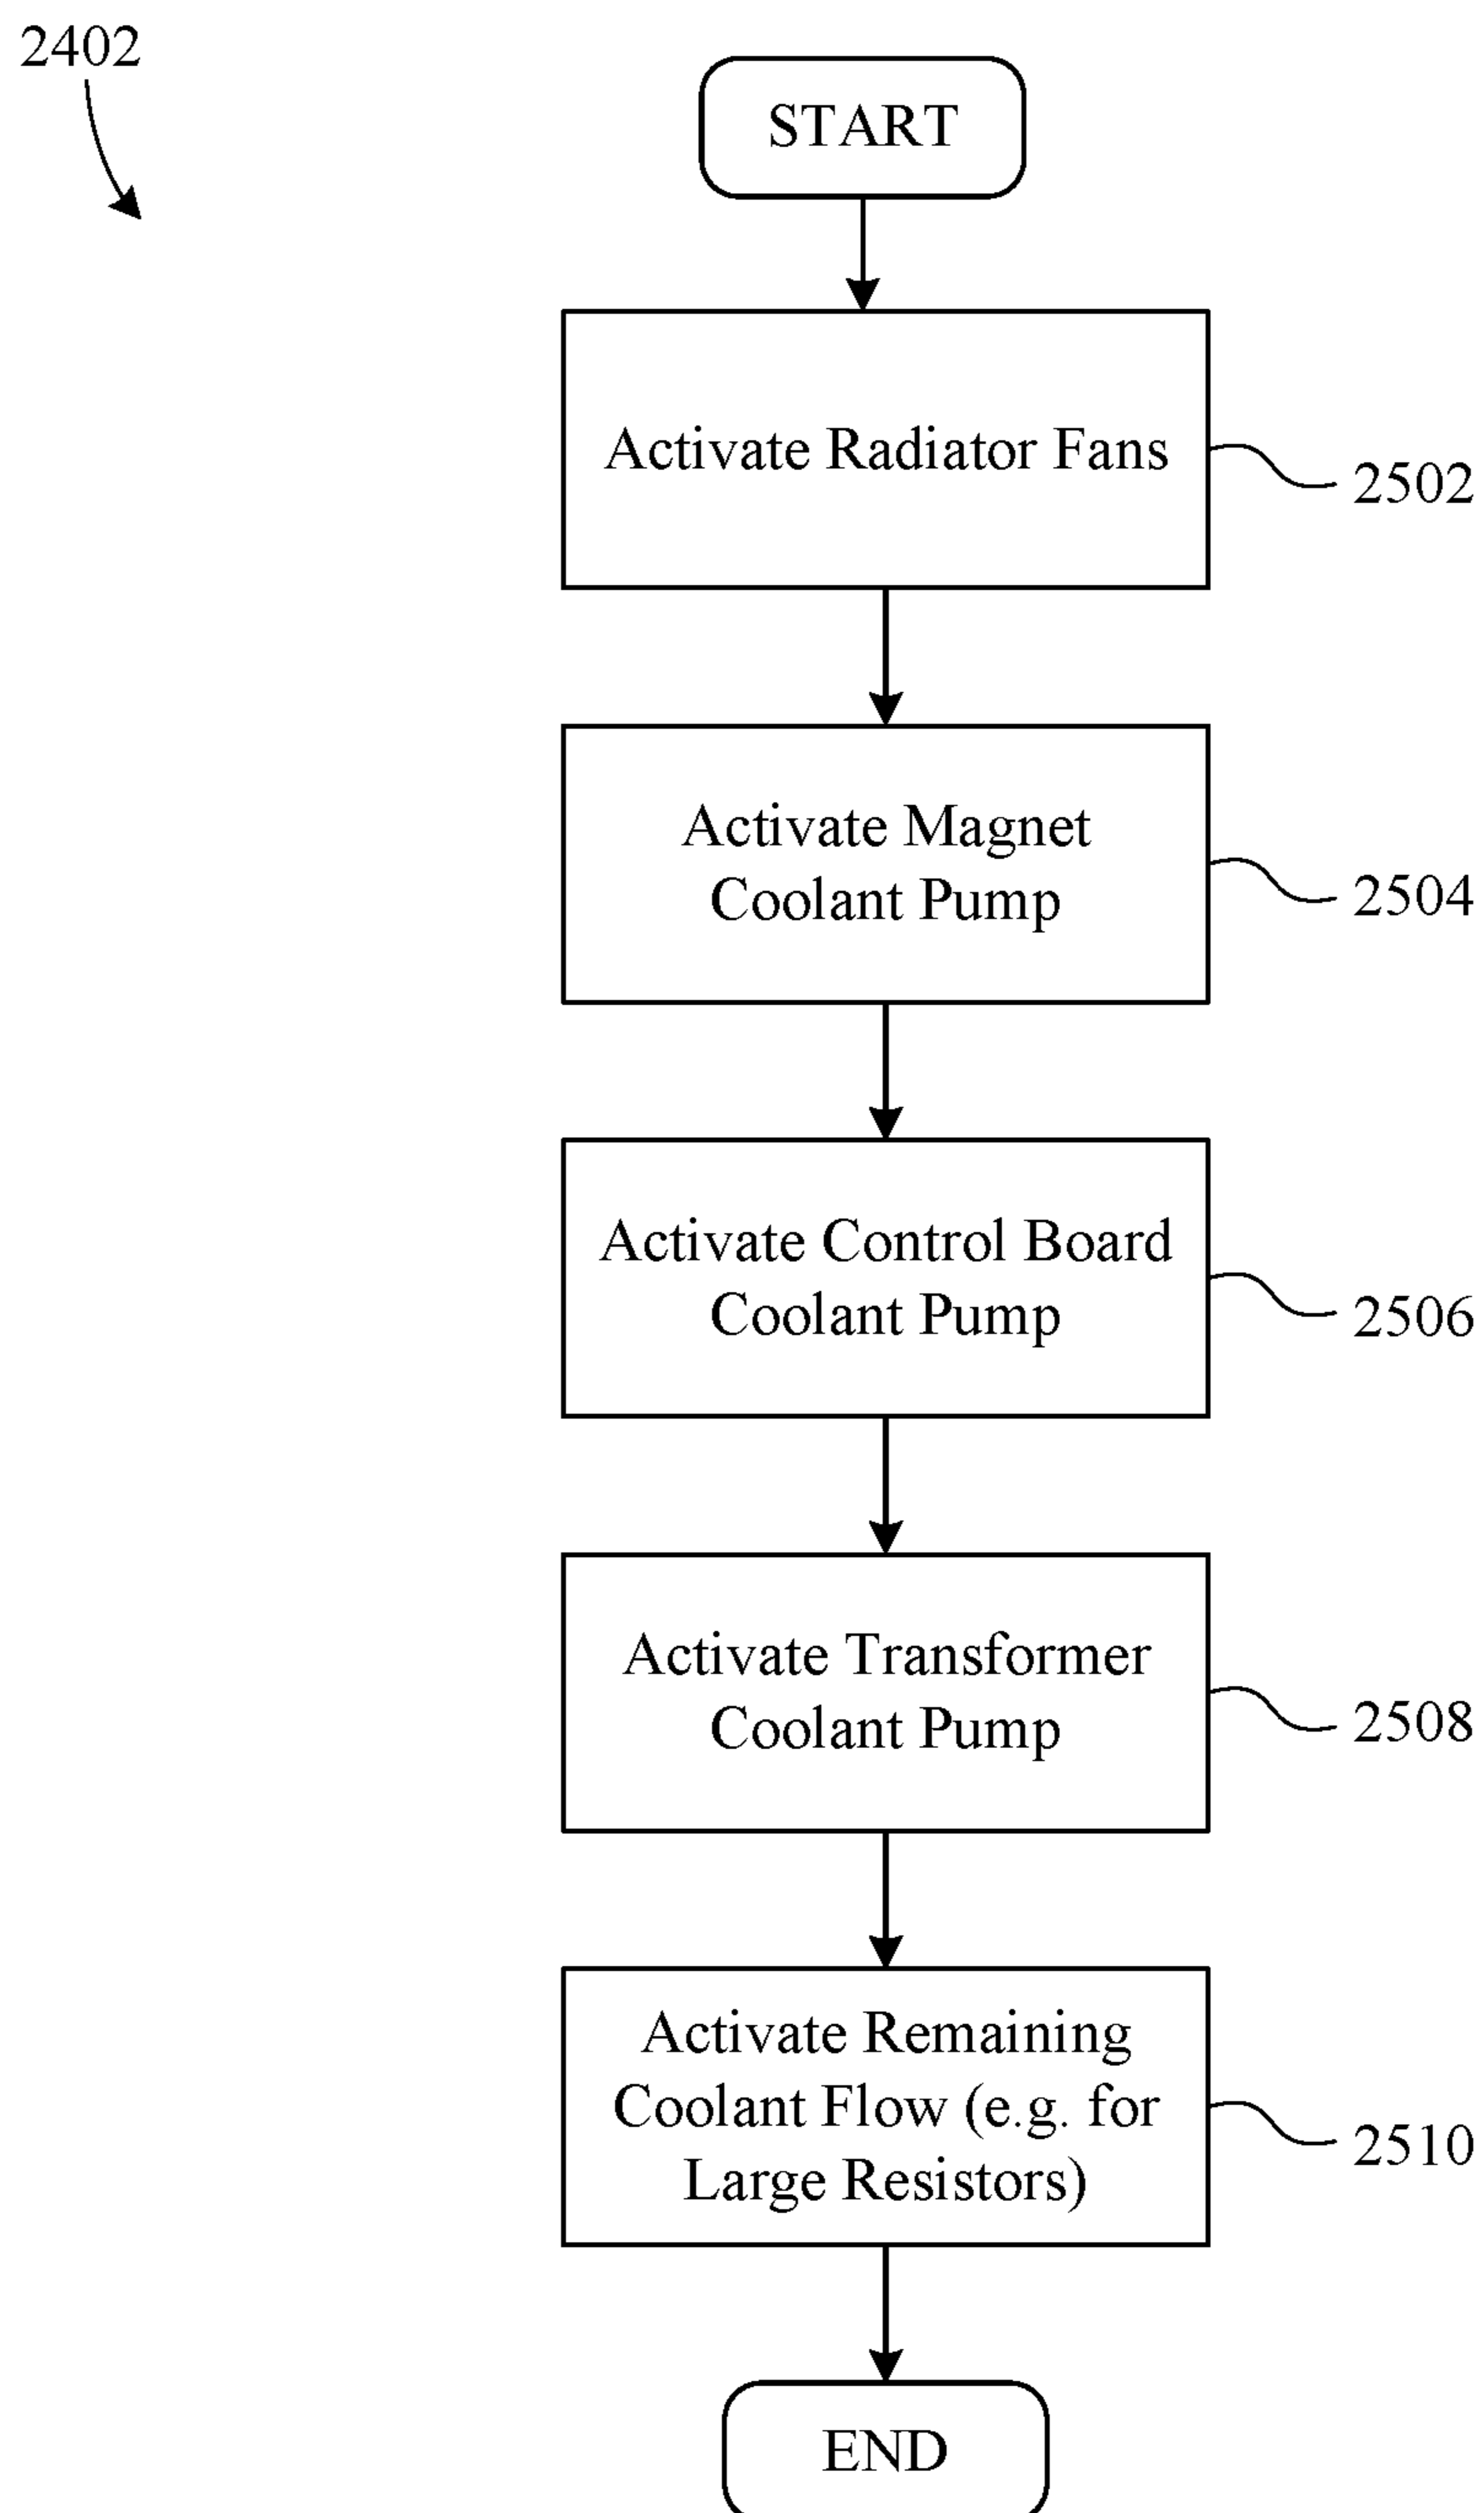 2402
START
Activate Radiator Fans
2502
Activate Magnet
Coolant Pump
2504
Activate Control Board
Coolant Pump
2506
Activate Transformer
Coolant Pump
2508
Activate Remaining
Coolant Flow (e.g. for
Large Resistors)
2510
END